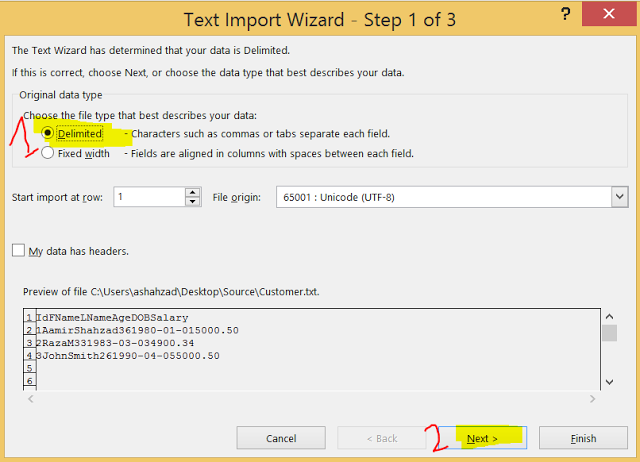 Text Import Wizard - Step 1 of 3
? ×
The Text Wizard has determined that your data is Delimited.
If this is correct, choose Next, or choose the data type that best describes your data.
Original data type
Choose the file type that best describes your data:
1
Delimited - Characters such as commas or tabs separate each field.
Fixed width - Fields are aligned in columns with spaces between each field.
Start import at row: 1 File origin: 65001 : Unicode (UTF-8)
My data has headers.
Preview of file C:\Users\ashahzad\Desktop\Source\Customer.txt.
1 IdFNameLNameAgeDOBSalary
2 1AamirShahzad361980-01-015000.50
3 2RazaM331983-03-034900.34
4 3JohnSmith261990-04-055000.50
5
6
Cancel < Back 2 Next > Finish